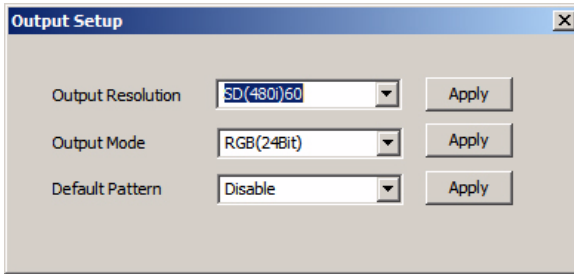 Output Setup
Output Resolution SD(480i)60 Apply
Output Mode RGB(24Bit) Apply
Default Pattern Disable Apply